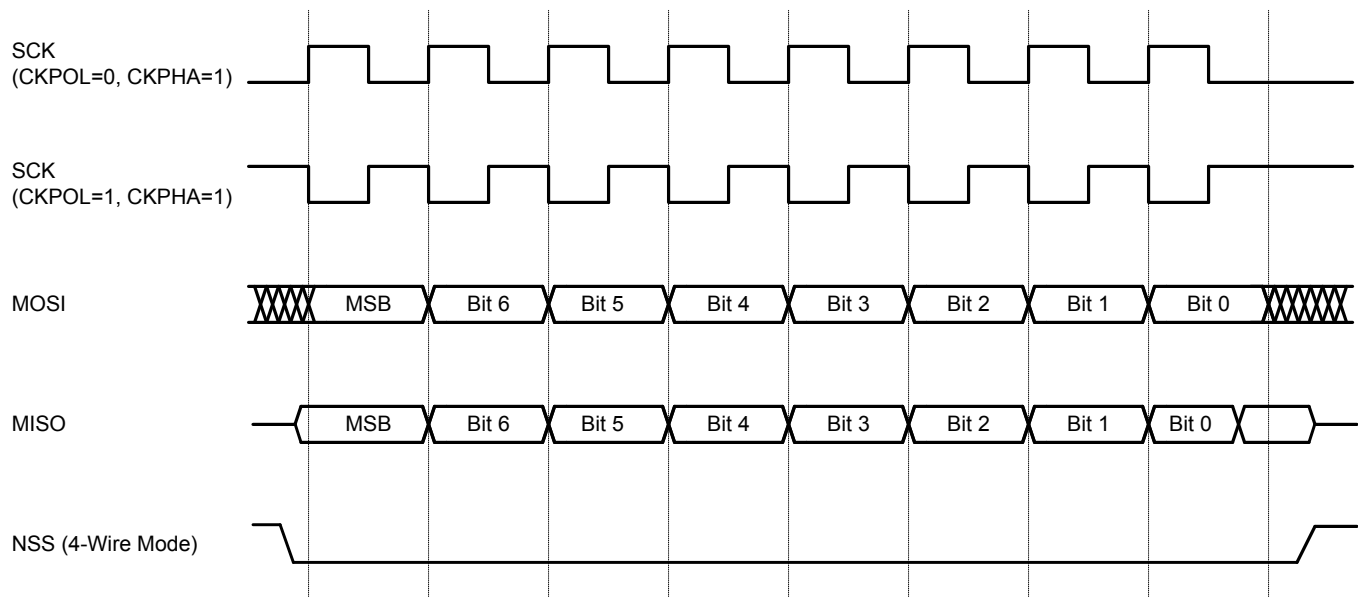 SCK
(CKPOL=0, CKPHA=1)
SCK
(CKPOL=1, CKPHA=1)
MOSI MSB Bit 6 Bit 5 Bit 4 Bit 3 Bit 2 Bit 1 Bit 0
MISO MSB Bit 6 Bit 5 Bit 4 Bit 3 Bit 2 Bit 1 Bit 0
NSS (4-Wire Mode)